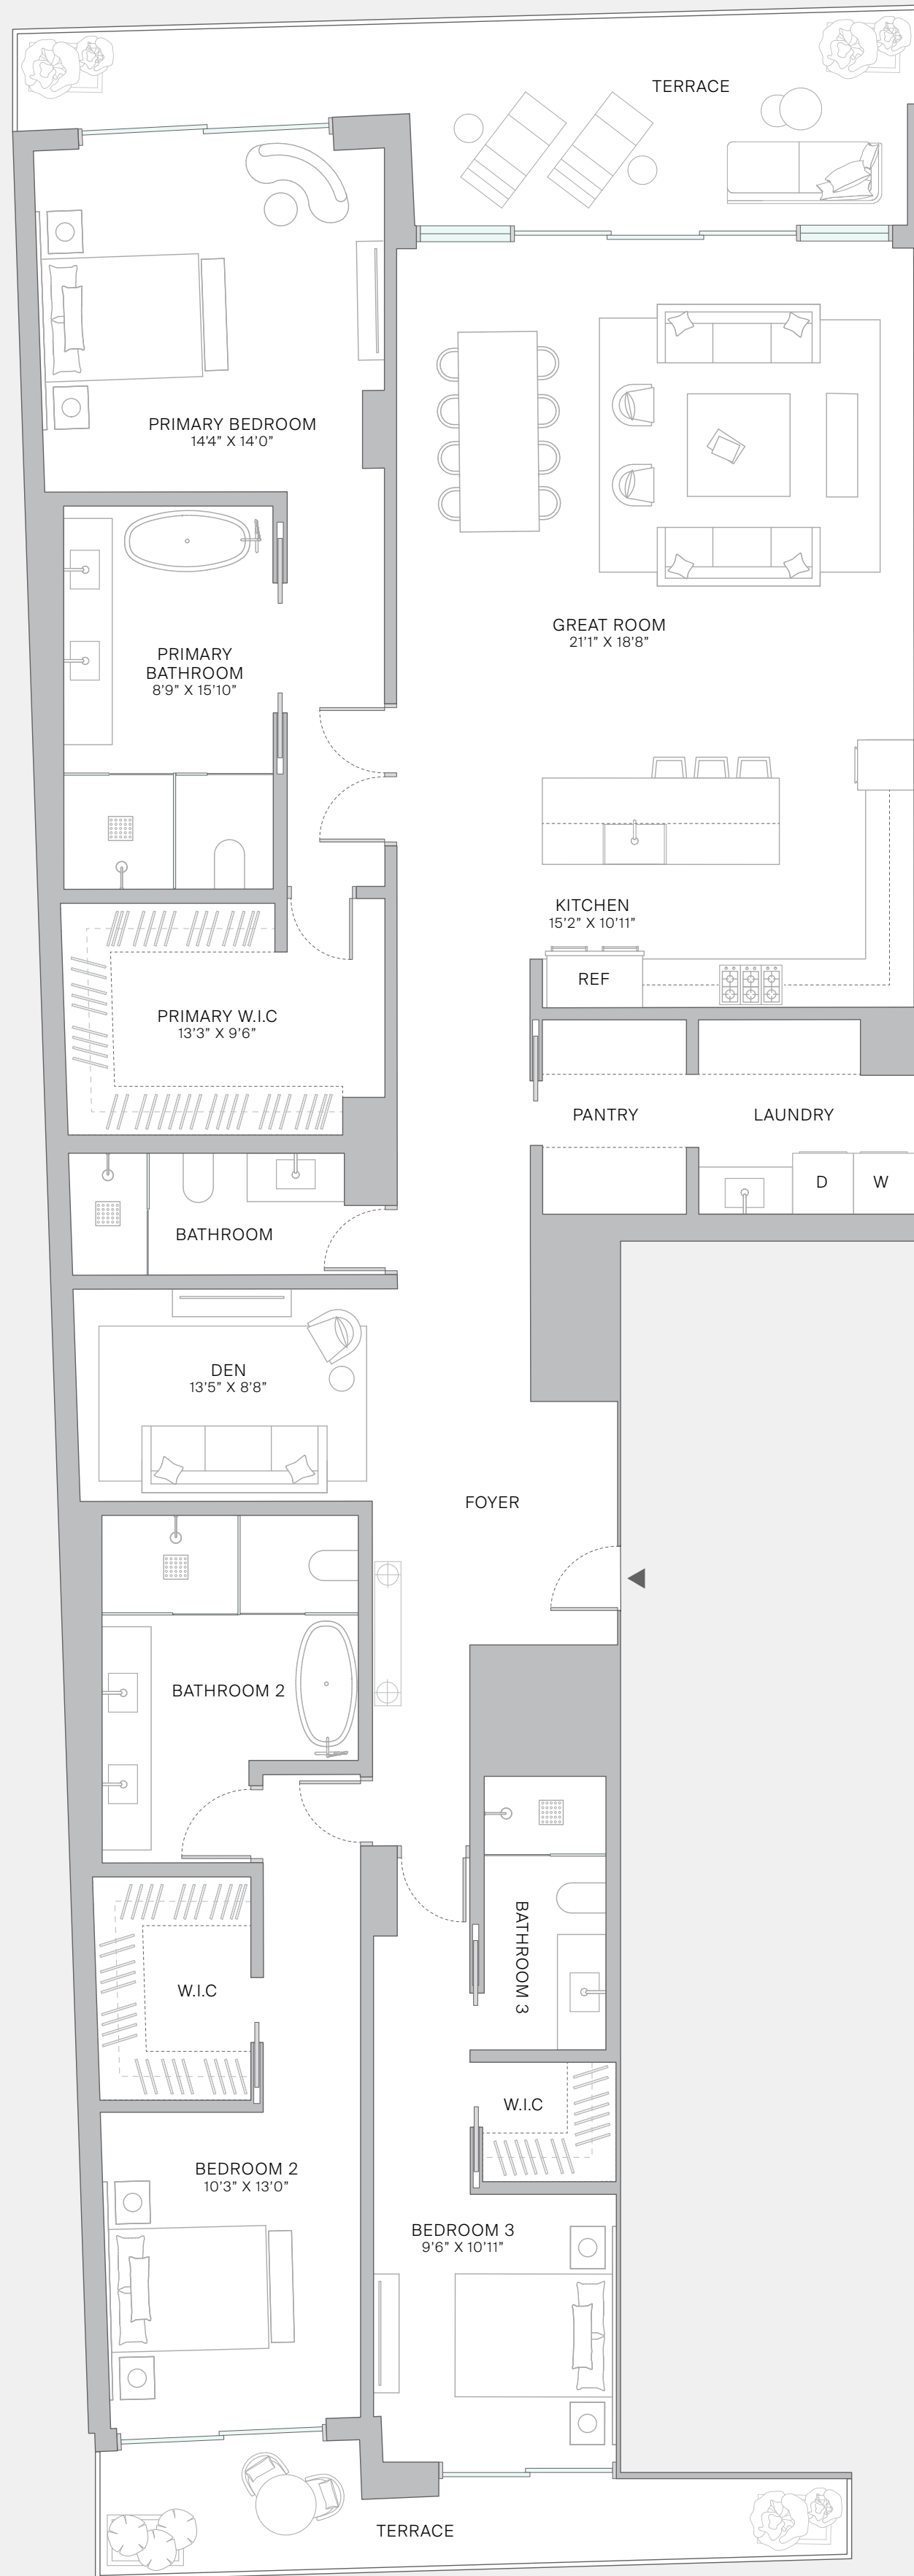 TERRACE
PRIMARY BEDROOM
14'4" X 14'0"
GREAT ROOM
21'1" X 18'8"
PRIMARY
BATHROOM
8'9" X 15'10"
KITCHEN
15'2" X 10'11"
REF
PRIMARY W.I.C
13'3" X 9'6"
PANTRY
LAUNDRY
D
W
BATHROOM
DEN
13'5" X 8'8"
FOYER
BATHROOM 2
BATHROOM 3
W.I.C
W.I.C
BEDROOM 2
10'3" X 13'0"
BEDROOM 3
9'6" X 10'11"
TERRACE